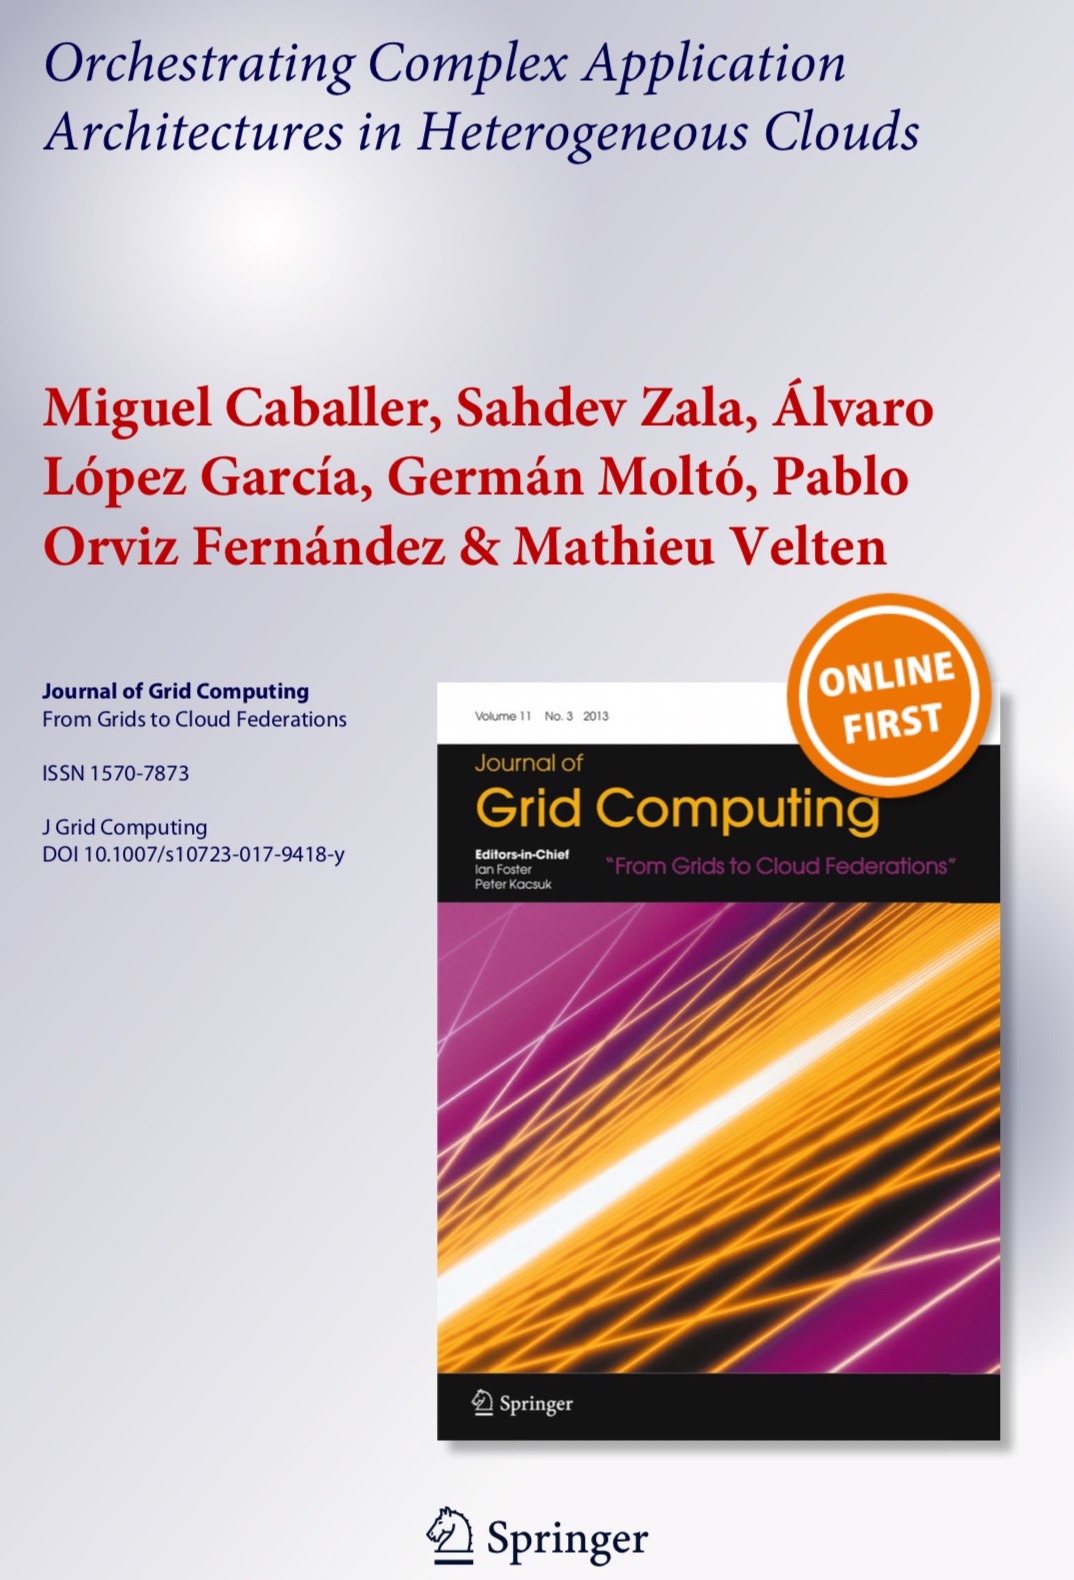 Orchestrating Complex Application
Architectures in Heterogeneous Clouds
Miguel Caballer, Sahdev Zala, Álvaro
López García, Germán Moltó, Pablo
Orviz Fernández & Mathieu Velten
Journal of Grid Computing
From Grids to Cloud Federations
ISSN 1570-7873
J Grid Computing
DOI 10.1007/s10723-017-9418-y
ONLINE
FIRST
Volume 11 No. 3 2013
Journal of
Grid Computing
Editors-in-Chief
Ian Foster
Peter Kacsuk
"From Grids to Cloud Federations"
Springer
Springer